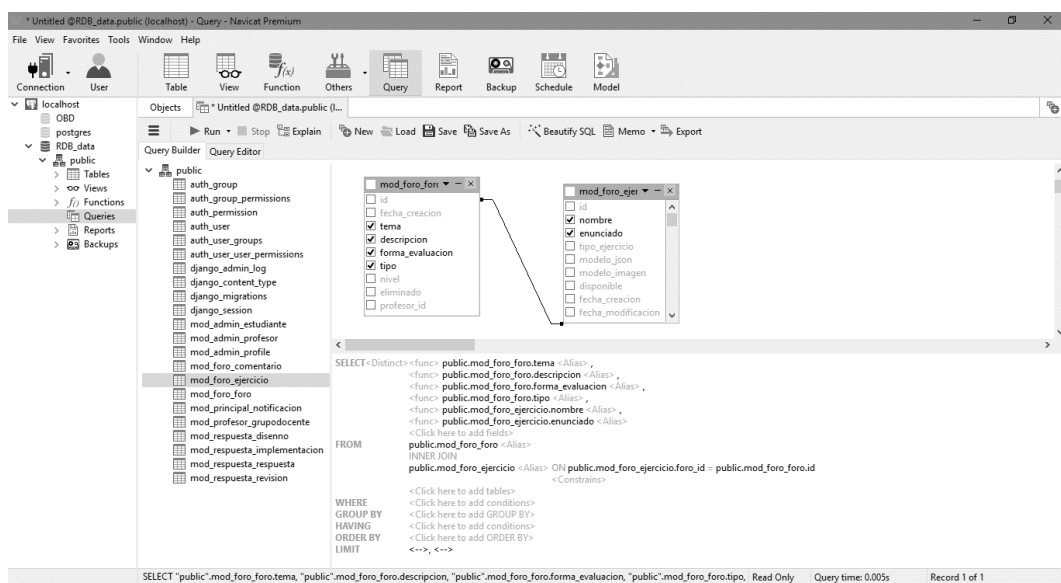 * Untitled @RDB_data.public (localhost) - Query - Navicat Premium
File View Favorites Tools Window Help
Connection User Table View Function Others Query Report Backup Schedule Model
localhost
OBD
postgres
RDB_data
public
Tables
Views
Functions
Queries
Reports
Backups
Objects * Untitled @RDB_data.public (l...
Run Stop Explain New Load Save Save As Beautify SQL Memo Export
Query Builder Query Editor
public
auth_group
auth_group_permissions
auth_permission
auth_user
auth_user_groups
auth_user_user_permissions
django_admin_log
django_content_type
django_migrations
django_session
mod_admin_estudiante
mod_admin_profesor
mod_admin_profile
mod_foro_comentario
mod_foro_ejercicio
mod_foro_foro
mod_principal_notificacion
mod_profesor_grupodocente
mod_respuesta_disenno
mod_respuesta_implementacion
mod_respuesta_respuesta
mod_respuesta_revision
mod_foro_foro
id
fecha_creacion
tema
descripcion
forma_evaluacion
tipo
nivel
eliminado
profesor_id
mod_foro_ejer
id
nombre
enunciado
tipo_ejercicio
modelo_json
modelo_imagen
disponible
fecha_creacion
fecha_modificacion
SELECT <Distinct> <func> public.mod_foro_foro.tema <Alias> ,
<func> public.mod_foro_foro.descripcion <Alias> ,
<func> public.mod_foro_foro.forma_evaluacion <Alias> ,
<func> public.mod_foro_foro.tipo <Alias> ,
<func> public.mod_foro_ejercicio.nombre <Alias> ,
<func> public.mod_foro_ejercicio.enunciado <Alias>
<Click here to add fields>
FROM public.mod_foro_foro <Alias>
INNER JOIN
public.mod_foro_ejercicio <Alias> ON public.mod_foro_ejercicio.foro_id = public.mod_foro_foro.id
<Constrains>
<Click here to add tables>
WHERE <Click here to add conditions>
GROUP BY <Click here to add GROUP BY>
HAVING <Click here to add conditions>
ORDER BY <Click here to add ORDER BY>
LIMIT <-->, <-->
SELECT "public".mod_foro_foro.tema, "public".mod_foro_foro.descripcion, "public".mod_foro_foro.forma_evaluacion, "public".mod_foro_foro.tipo, Read Only Query time: 0.005s Record 1 of 1